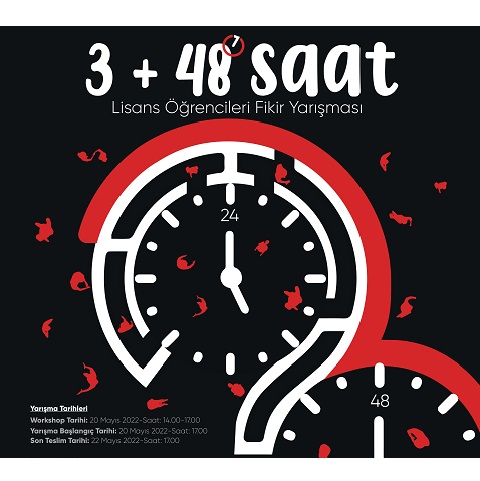 3 + 48 saat
Lisans Öğrencileri Fikir Yarışması
24
48
Yarışma Tarihleri
Workshop Tarihi: 20 Mayıs 2022-Saat: 14.00-17.00
Yarışma Başlangıç Tarihi: 20 Mayıs 2022-Saat: 17.00
Son Teslim Tarihi: 22 Mayıs 2022-Saat: 17.00